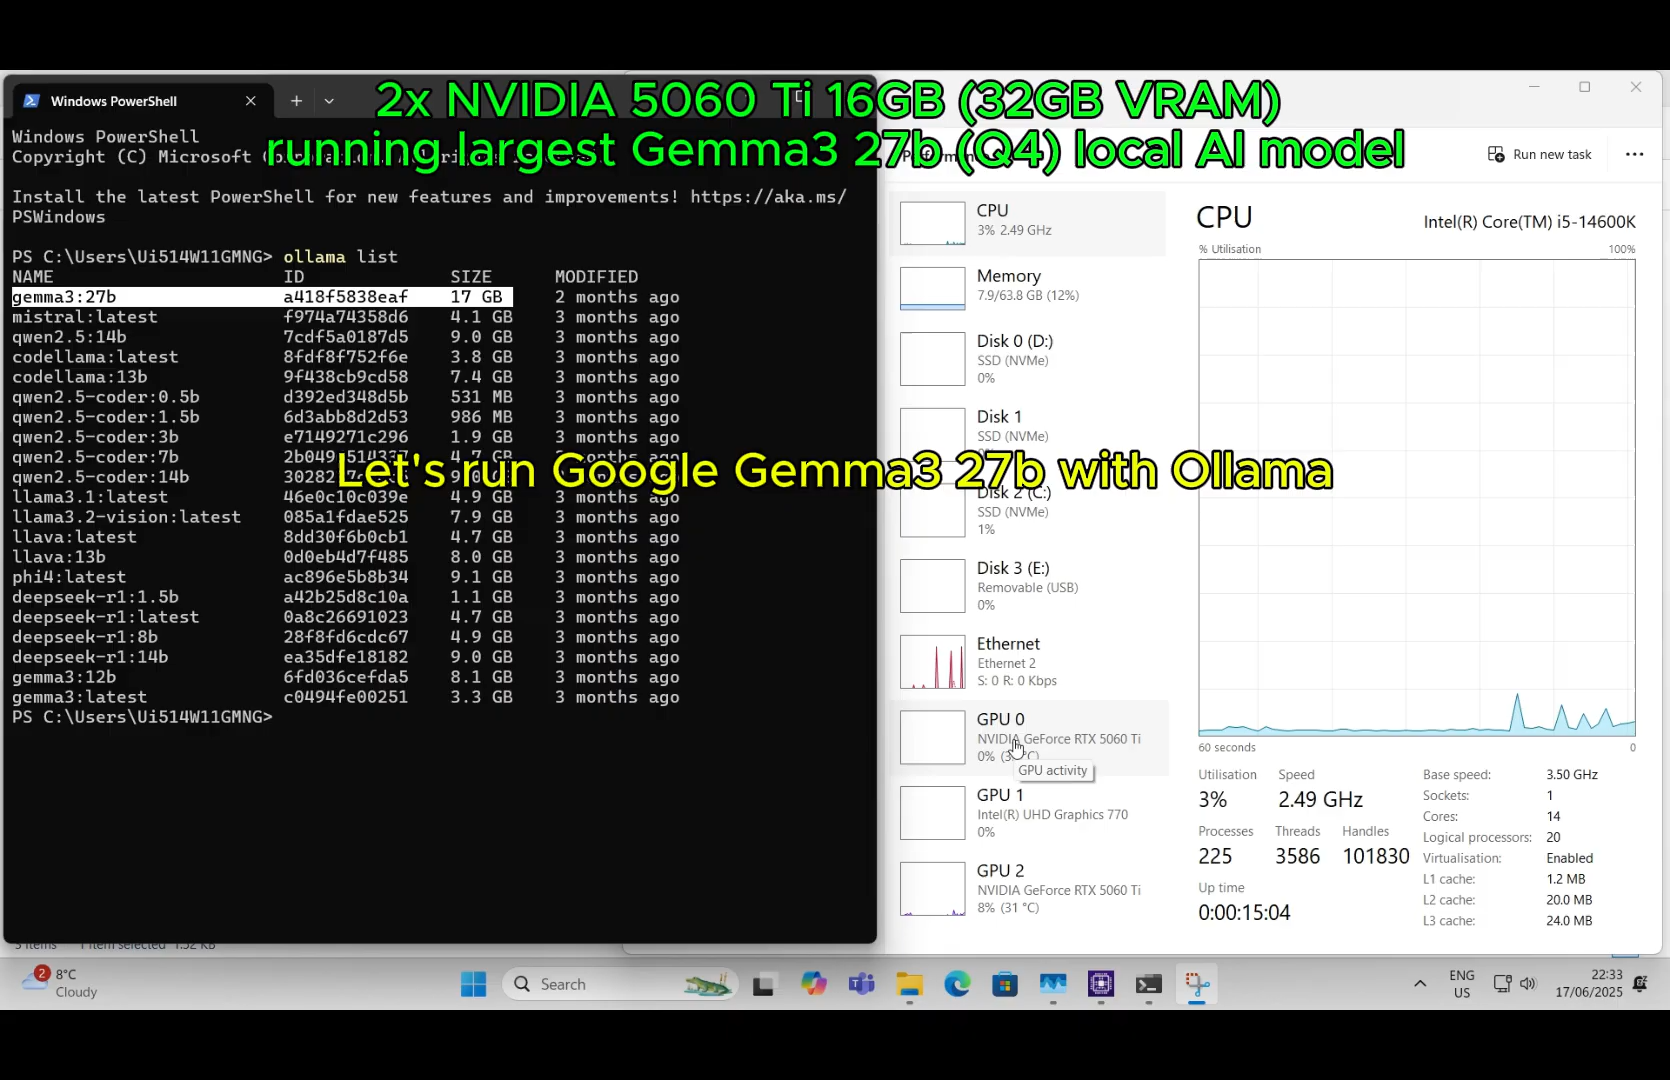 2x NVIDIA 5060 Ti 16GB (32GB VRAM)
running largest Gemma3 27b (Q4) local AI model
Let's run Google Gemma3 27b with Ollama
Windows PowerShell
Windows PowerShell
Copyright (C) Microsoft
Install the latest PowerShell for new features and improvements! https://aka.ms/
PSWindows
PS C:\Users\Ui514W11GMNG> ollama list
NAME ID SIZE MODIFIED
gemma3:27b a418f5838eaf 17 GB 2 months ago
mistral:latest f974a74358d6 4.1 GB 3 months ago
qwen2.5:14b 7cdf5a0187d5 9.0 GB 3 months ago
codellama:latest 8fdf8f752f6e 3.8 GB 3 months ago
codellama:13b 9f438cb9cd58 7.4 GB 3 months ago
qwen2.5-coder:0.5b d392ed348d5b 531 MB 3 months ago
qwen2.5-coder:1.5b 6d3abb8d2d53 986 MB 3 months ago
qwen2.5-coder:3b e7149271c296 1.9 GB 3 months ago
qwen2.5-coder:7b GB 3 months ago
qwen2.5-coder:14b GB 3 months ago
llama3.1:latest 46e0c10c039e 4.9 GB 3 months ago
llama3.2-vision:latest 085a1fdae525 7.9 GB 3 months ago
llava:latest 8dd30f6b0cb1 4.7 GB 3 months ago
llava:13b 0d0eb4d7f485 8.0 GB 3 months ago
phi4:latest ac896e5b8b34 9.1 GB 3 months ago
deepseek-r1:1.5b a42b25d8c10a 1.1 GB 3 months ago
deepseek-r1:latest 0a8c26691023 4.7 GB 3 months ago
deepseek-r1:8b 28f8fd6cdc67 4.9 GB 3 months ago
deepseek-r1:14b ea35dfe18182 9.0 GB 3 months ago
gemma3:12b 6fd036cefda5 8.1 GB 3 months ago
gemma3:latest c0494fe00251 3.3 GB 3 months ago
PS C:\Users\Ui514W11GMNG>
Run new task
CPU
3% 2.49 GHz
Memory
7.9/63.8 GB (12%)
Disk 0 (D:)
SSD (NVMe)
0%
Disk 1
SSD (NVMe)
Disk 2 (C:)
SSD (NVMe)
1%
Disk 3 (E:)
Removable (USB)
0%
Ethernet
Ethernet 2
S: 0 R: 0 Kbps
GPU 0
NVIDIA GeForce RTX 5060 Ti
0%
GPU activity
GPU 1
Intel(R) UHD Graphics 770
0%
GPU 2
NVIDIA GeForce RTX 5060 Ti
8% (31 °C)
CPU Intel(R) Core(TM) i5-14600K
% Utilisation 100%
60 seconds 0
Utilisation Speed
3% 2.49 GHz
Processes Threads Handles
225 3586 101830
Up time
0:00:15:04
Base speed: 3.50 GHz
Sockets: 1
Cores: 14
Logical processors: 20
Virtualisation: Enabled
L1 cache: 1.2 MB
L2 cache: 20.0 MB
L3 cache: 24.0 MB
2
8°C
Cloudy
Search
ENG
US
22:33
17/06/2025